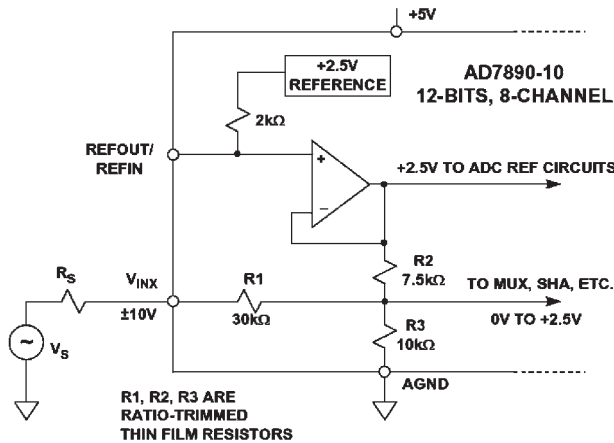 +5V
+2.5V
REFERENCE
AD7890-10
12-BITS, 8-CHANNEL
2kΩ
REFOUT/
REFIN
+
+2.5V TO ADC REF CIRCUITS
–
R2
7.5kΩ
RS
VINX
R1
TO MUX, SHA, ETC.
±10V
30kΩ
0V TO +2.5V
R3
10kΩ
~
VS
AGND
R1, R2, R3 ARE
RATIO-TRIMMED
THIN FILM RESISTORS